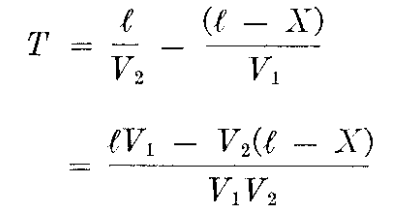 T = ℓ/V₂ − (ℓ − X)/V₁
= ℓV₁ − V₂(ℓ − X)/V₁V₂